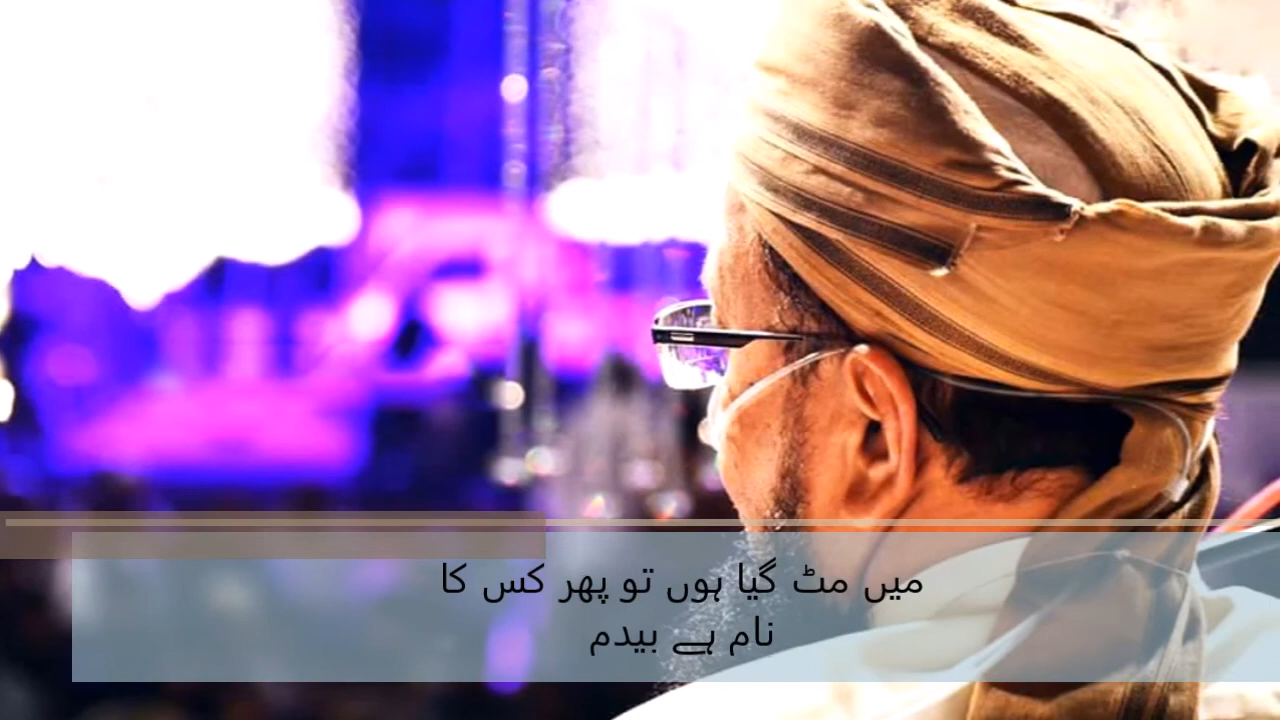 میں مٹ گیا ہوں تو پھر کس کا
نام ہے بیدم